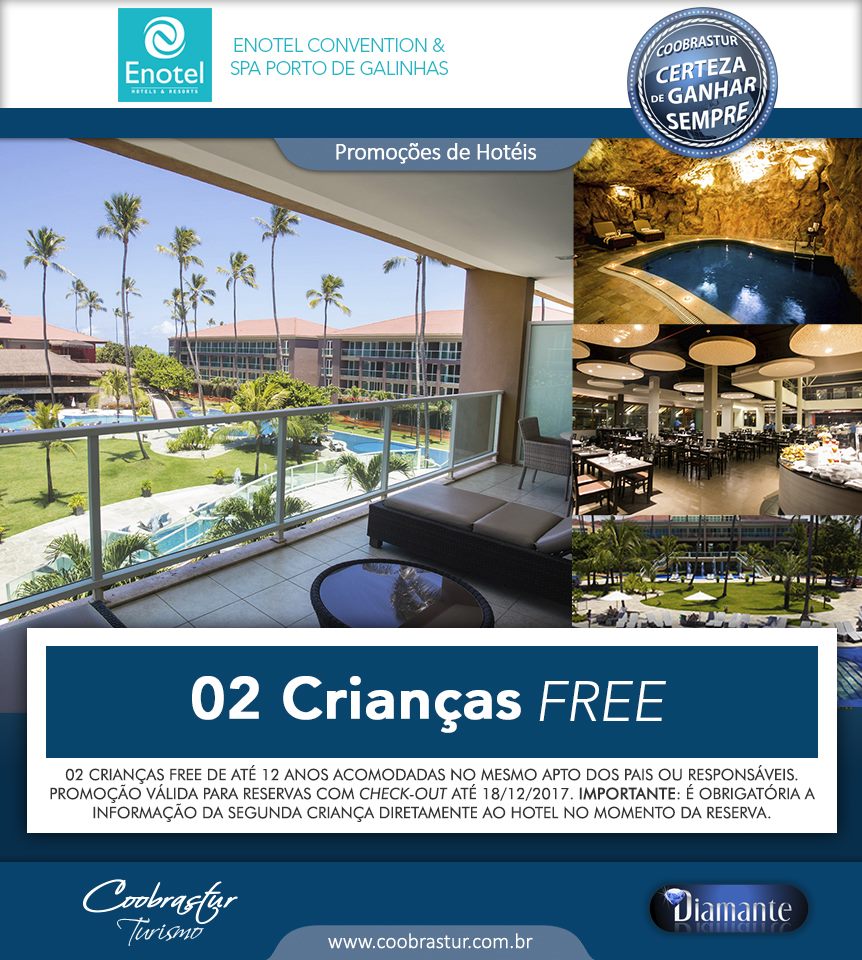 Enotel
HOTELS & RESORTS
ENOTEL CONVENTION &
SPA PORTO DE GALINHAS
COOBRASTUR
CERTEZA
DE GANHAR
SEMPRE
Promoções de Hotéis
02 Crianças FREE
02 CRIANÇAS FREE DE ATÉ 12 ANOS ACOMODADAS NO MESMO APTO DOS PAIS OU RESPONSÁVEIS.
PROMOÇÃO VÁLIDA PARA RESERVAS COM CHECK-OUT ATÉ 18/12/2017. IMPORTANTE: É OBRIGATÓRIA A
INFORMAÇÃO DA SEGUNDA CRIANÇA DIRETAMENTE AO HOTEL NO MOMENTO DA RESERVA.
Coobrastur
Turismo
Diamante
www.coobrastur.com.br